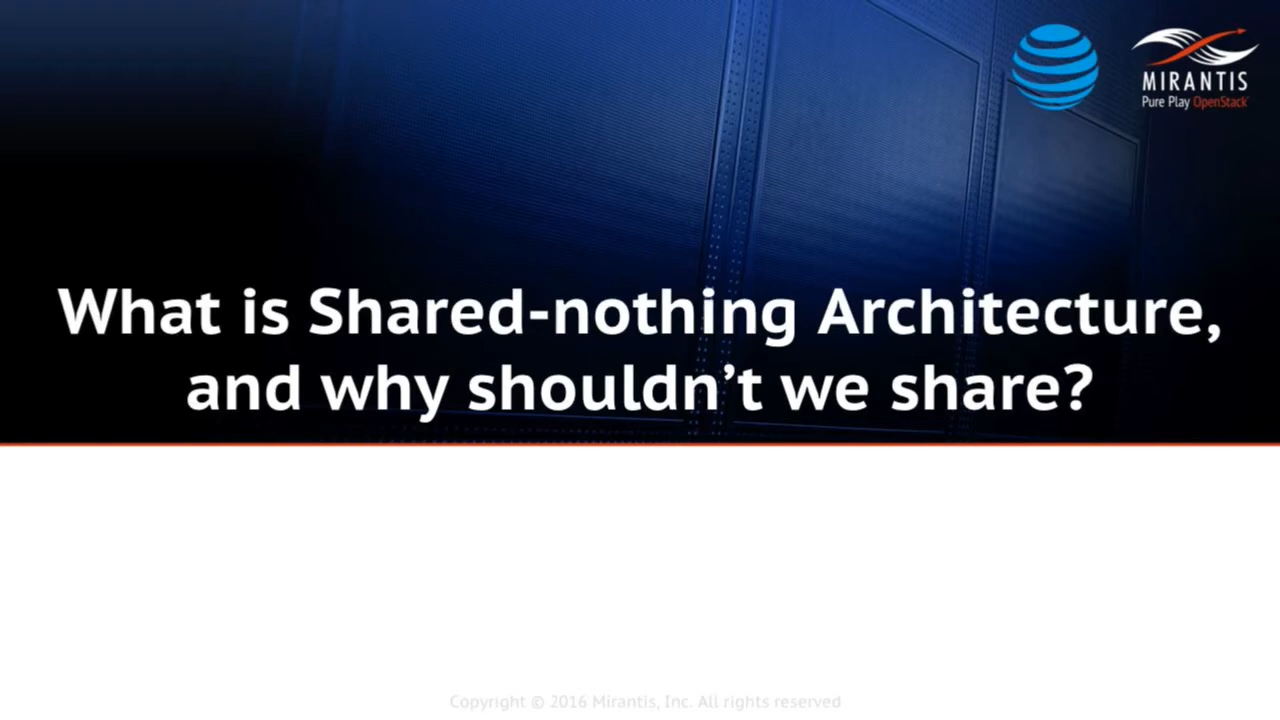 MIRANTIS
Pure Play OpenStack
What is Shared-nothing Architecture,
and why shouldn’t we share?
Copyright © 2016 Mirantis, Inc. All rights reserved